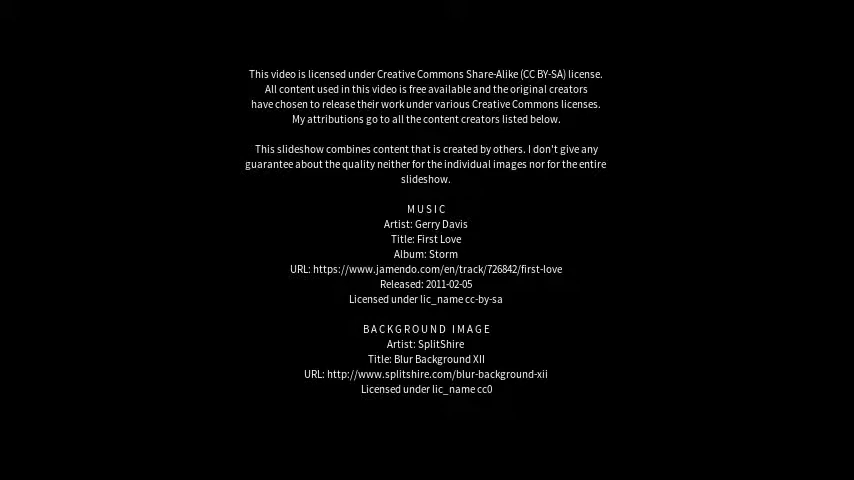 This video is licensed under Creative Commons Share-Alike (CC BY-SA) license.
All content used in this video is free available and the original creators
have chosen to release their work under various Creative Commons licenses.
My attributions go to all the content creators listed below.
This slideshow combines content that is created by others. I don't give any
guarantee about the quality neither for the individual images nor for the entire
slideshow.
MUSIC
Artist: Gerry Davis
Title: First Love
Album: Storm
URL: https://www.jamendo.com/en/track/726842/first-love
Released: 2011-02-05
Licensed under lic_name cc-by-sa
BACKGROUND IMAGE
Artist: SplitShire
Title: Blur Background XII
URL: http://www.splitshire.com/blur-background-xii
Licensed under lic_name cc0